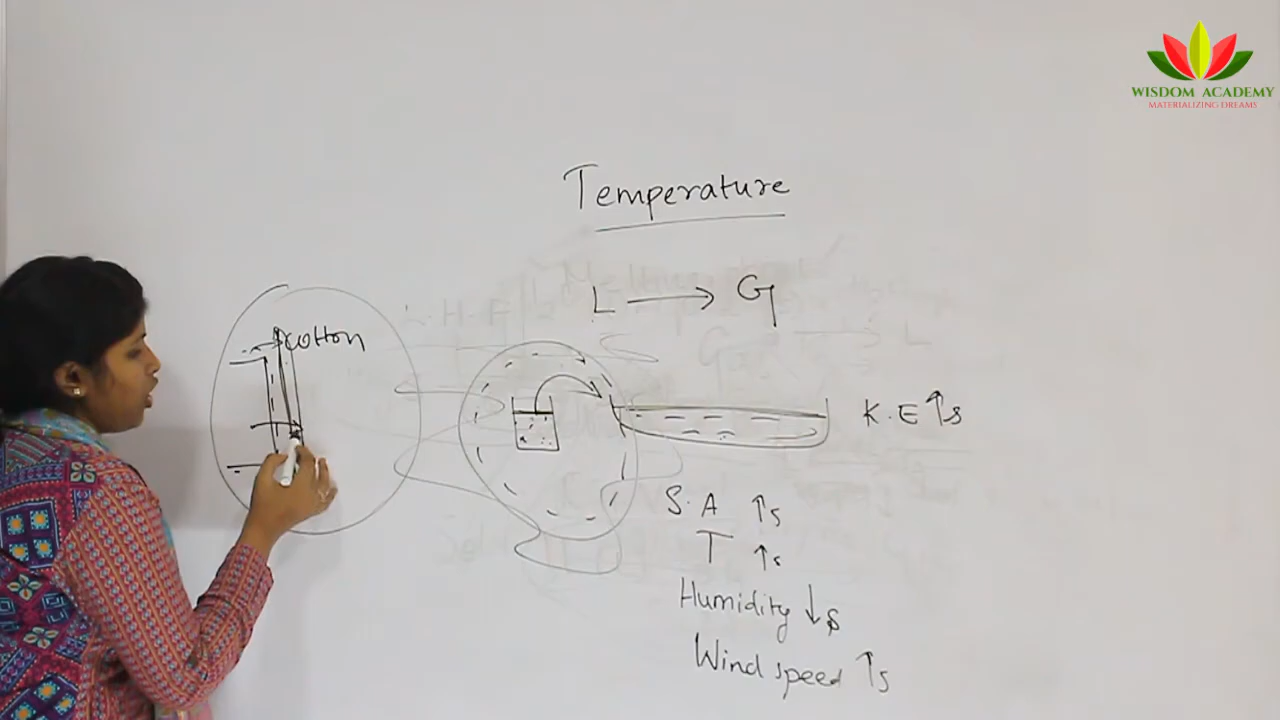 WISDOM ACADEMY
MATERIALIZING DREAMS
Temperature
L → G
cotton
K.E ↑s
S.A ↑s
T ↑s
Humidity ↓s
Wind speed ↑s